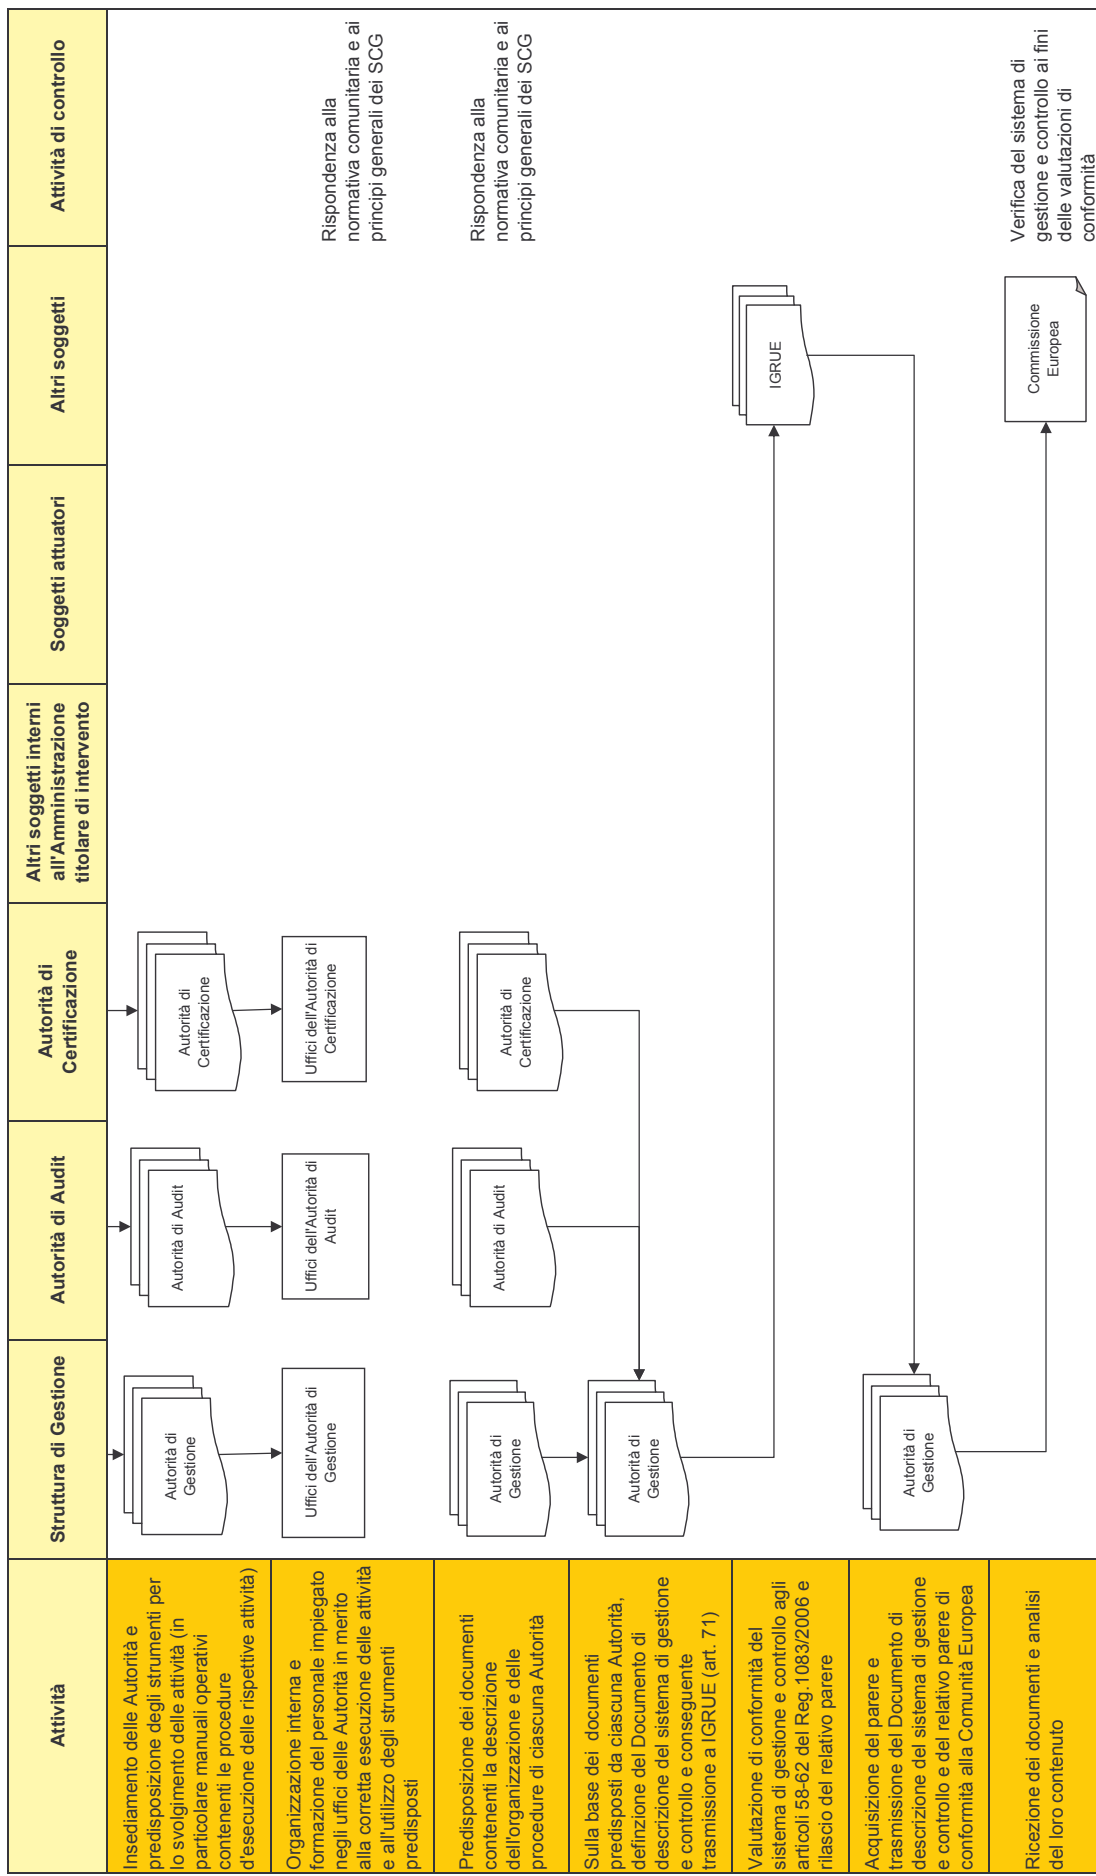 Attività
Struttura di Gestione
Autorità di Audit
Autorità di
Certificazione
Altri soggetti interni
all'Amministrazione
titolare di intervento
Soggetti attuatori
Altri soggetti
Attività di controllo
Insediamento delle Autorità e
predisposizione degli strumenti per
lo svolgimento delle attività (in
particolare manuali operativi
contenenti le procedure
d'esecuzione delle rispettive attività)
Autorità di
Gestione
Autorità di Audit
Autorità di
Certificazione
Organizzazione interna e
formazione del personale impiegato
negli uffici delle Autorità in merito
alla corretta esecuzione delle attività
e all'utilizzo degli strumenti
predisposti
Uffici dell'Autorità di
Gestione
Uffici dell'Autorità di
Audit
Uffici dell'Autorità di
Certificazione
Rispondenza alla
normativa comunitaria e ai
principi generali dei SCG
Predisposizione dei documenti
contenenti la descrizione
dell'organizzazione e delle
procedure di ciascuna Autorità
Autorità di
Gestione
Autorità di Audit
Autorità di
Certificazione
Rispondenza alla
normativa comunitaria e ai
principi generali dei SCG
Sulla base dei documenti
predisposti da ciascuna Autorità,
definzione del Documento di
descrizione del sistema di gestione
e controllo e conseguente
trasmissione a IGRUE (art. 71)
Autorità di
Gestione
Valutazione di conformità del
sistema di gestione e controllo agli
articoli 58-62 del Reg.1083/2006 e
rilascio del relativo parere
IGRUE
Acquisizione del parere e
trasmissione del Documento di
descrizione del sistema di gestione
e controllo e del relativo parere di
conformità alla Comunità Europea
Autorità di
Gestione
Ricezione dei documenti e analisi
del loro contenuto
Commissione
Europea
Verifica del sistema di
gestione e controllo ai fini
delle valutazioni di
conformità